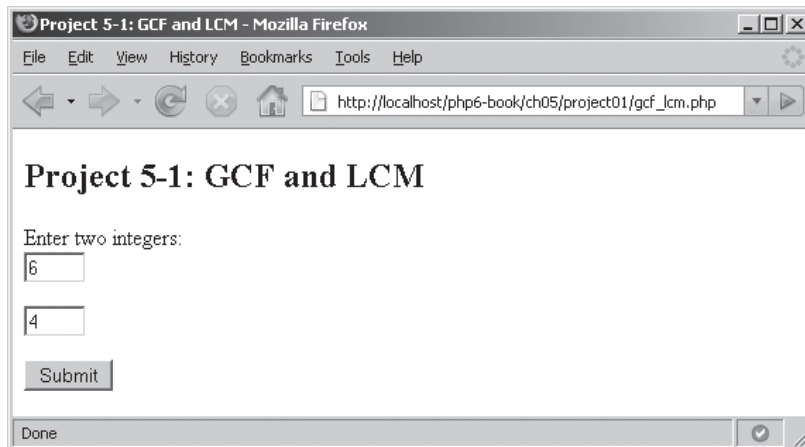 Project 5-1: GCF and LCM - Mozilla Firefox
File Edit View History Bookmarks Tools Help
http://localhost/php6-book/ch05/project01/gcf_lcm.php
Project 5-1: GCF and LCM
Enter two integers:
6
4
Submit
Done